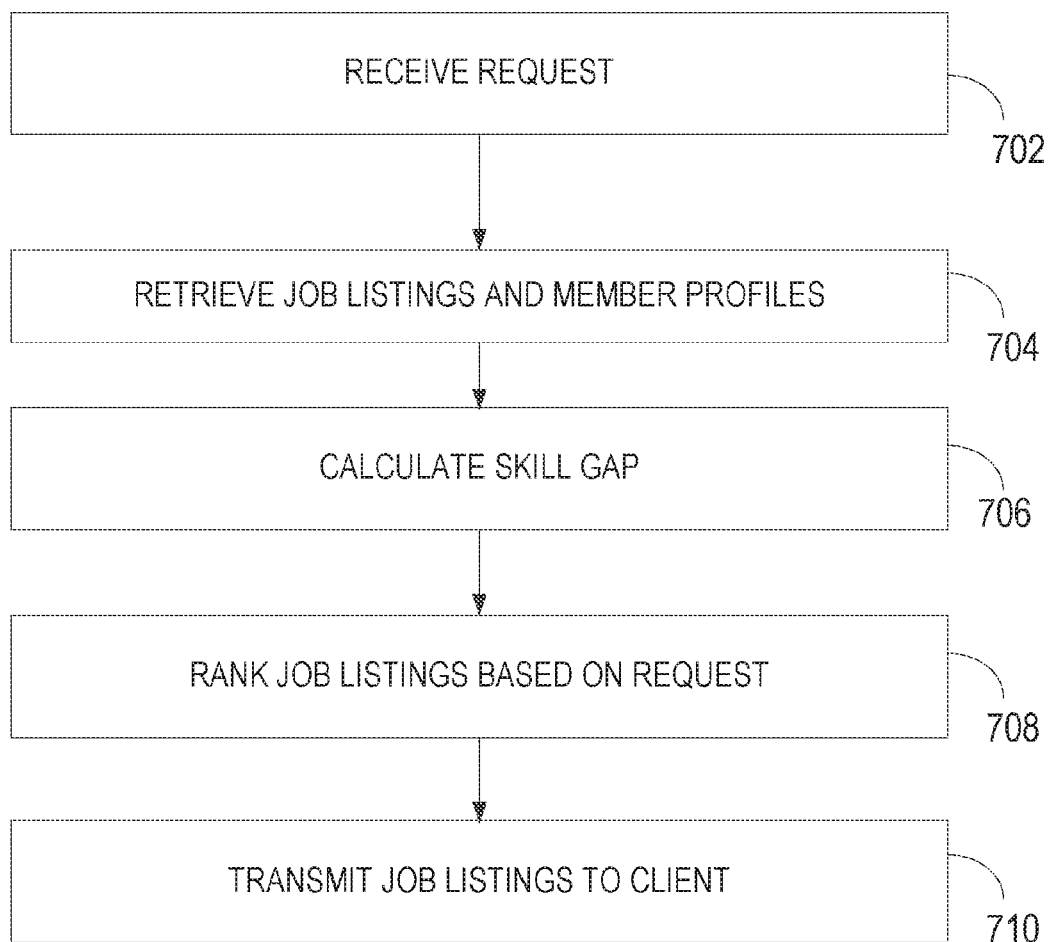 RECEIVE REQUEST
702
RETRIEVE JOB LISTINGS AND MEMBER PROFILES
704
CALCULATE SKILL GAP
706
RANK JOB LISTINGS BASED ON REQUEST
708
TRANSMIT JOB LISTINGS TO CLIENT
710